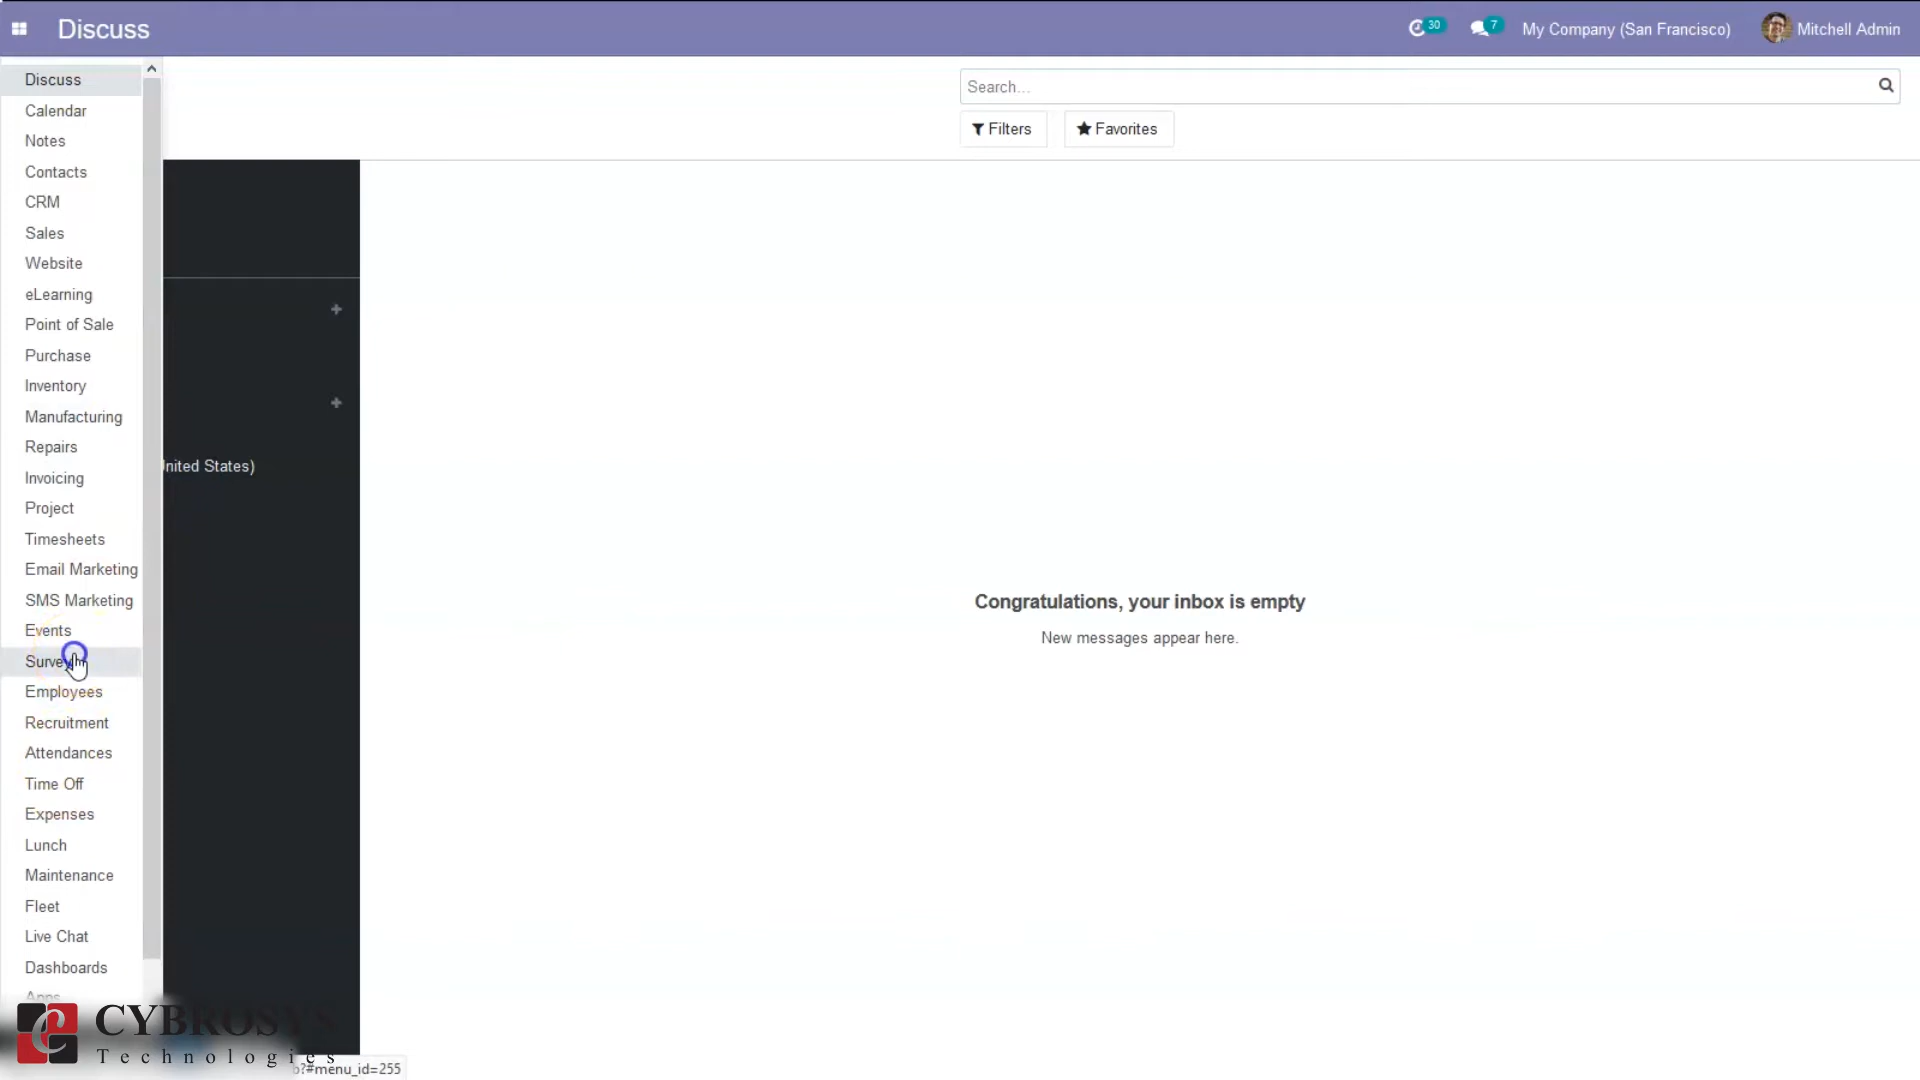 Discuss
30
7
My Company (San Francisco)
Mitchell Admin
Discuss
Search...
Filters
Favorites
Calendar
Notes
Contacts
CRM
Sales
Website
eLearning
Point of Sale
Purchase
Inventory
Manufacturing
Repairs
Invoicing
nited States)
Project
Timesheets
Email Marketing
SMS Marketing
Congratulations, your inbox is empty
New messages appear here.
Events
Survey
Employees
Recruitment
Attendances
Time Off
Expenses
Lunch
Maintenance
Fleet
Live Chat
Dashboards
Apps
CYBROSYS
Technologies
b?#menu_id=255